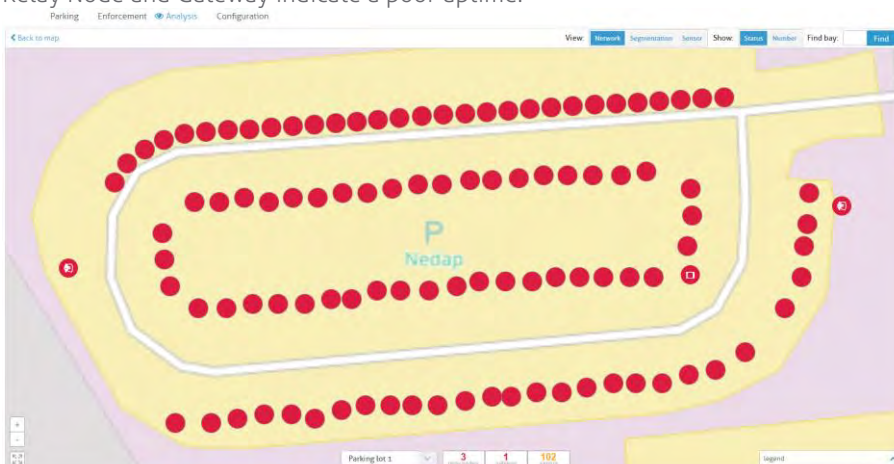 Relay Node and Gateway indicate a poor uptime.
Parking Enforcement Analysis Configuration
Back to map
View: Network Segmentation Sensor Show: Status Number Find bay: Find
P
Nedap
+
-
Parking lot 1 3 1 102 legend